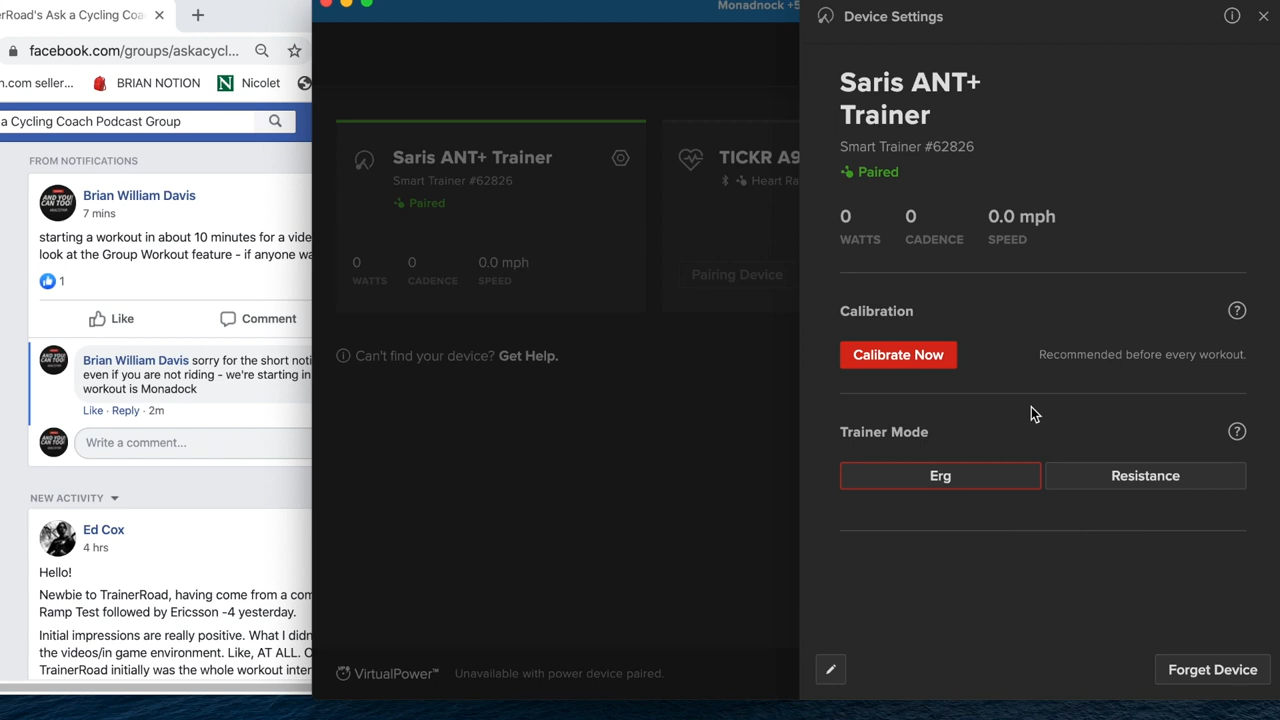 erRoad's Ask a Cycling Coa
facebook.com/groups/askacycl...
n.com seller...
BRIAN NOTION
Nicolet
a Cycling Coach Podcast Group
FROM NOTIFICATIONS
Brian William Davis
7 mins
starting a workout in about 10 minutes for a vide
look at the Group Workout feature - if anyone wa
1
Like
Comment
Brian William Davis sorry for the short noti
even if you are not riding - we're starting in
workout is Monadock
Like · Reply · 2m
Write a comment...
NEW ACTIVITY
Ed Cox
4 hrs
Hello!
Newbie to TrainerRoad, having come from a com
Ramp Test followed by Ericsson -4 yesterday.
Initial impressions are really positive. What I didn
the videos/in game environment. Like, AT ALL. O
TrainerRoad initially was the whole workout inter
Monadnock +5
Saris ANT+ Trainer
Smart Trainer #62826
Paired
0
0
0.0 mph
WATTS
CADENCE
SPEED
TICKR A9
Heart Ra
Pairing Device
Can't find your device? Get Help.
VirtualPower™
Unavailable with power device paired.
Device Settings
Saris ANT+
Trainer
Smart Trainer #62826
Paired
0
0
0.0 mph
WATTS
CADENCE
SPEED
Calibration
Calibrate Now
Recommended before every workout.
Trainer Mode
Erg
Resistance
Forget Device